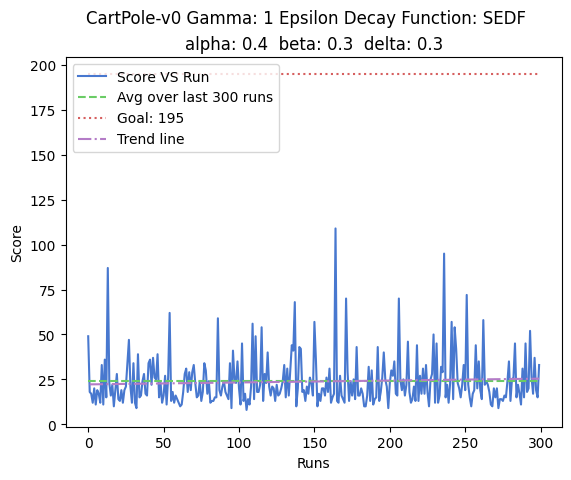 CartPole-v0 Gamma: 1 Epsilon Decay Function: SEDF
alpha: 0.4 beta: 0.3 delta: 0.3
Score VS Run
Avg over last 300 runs
Goal: 195
Trend line
Score
200
175
150
125
100
75
50
25
0
0 50 100 150 200 250 300
Runs